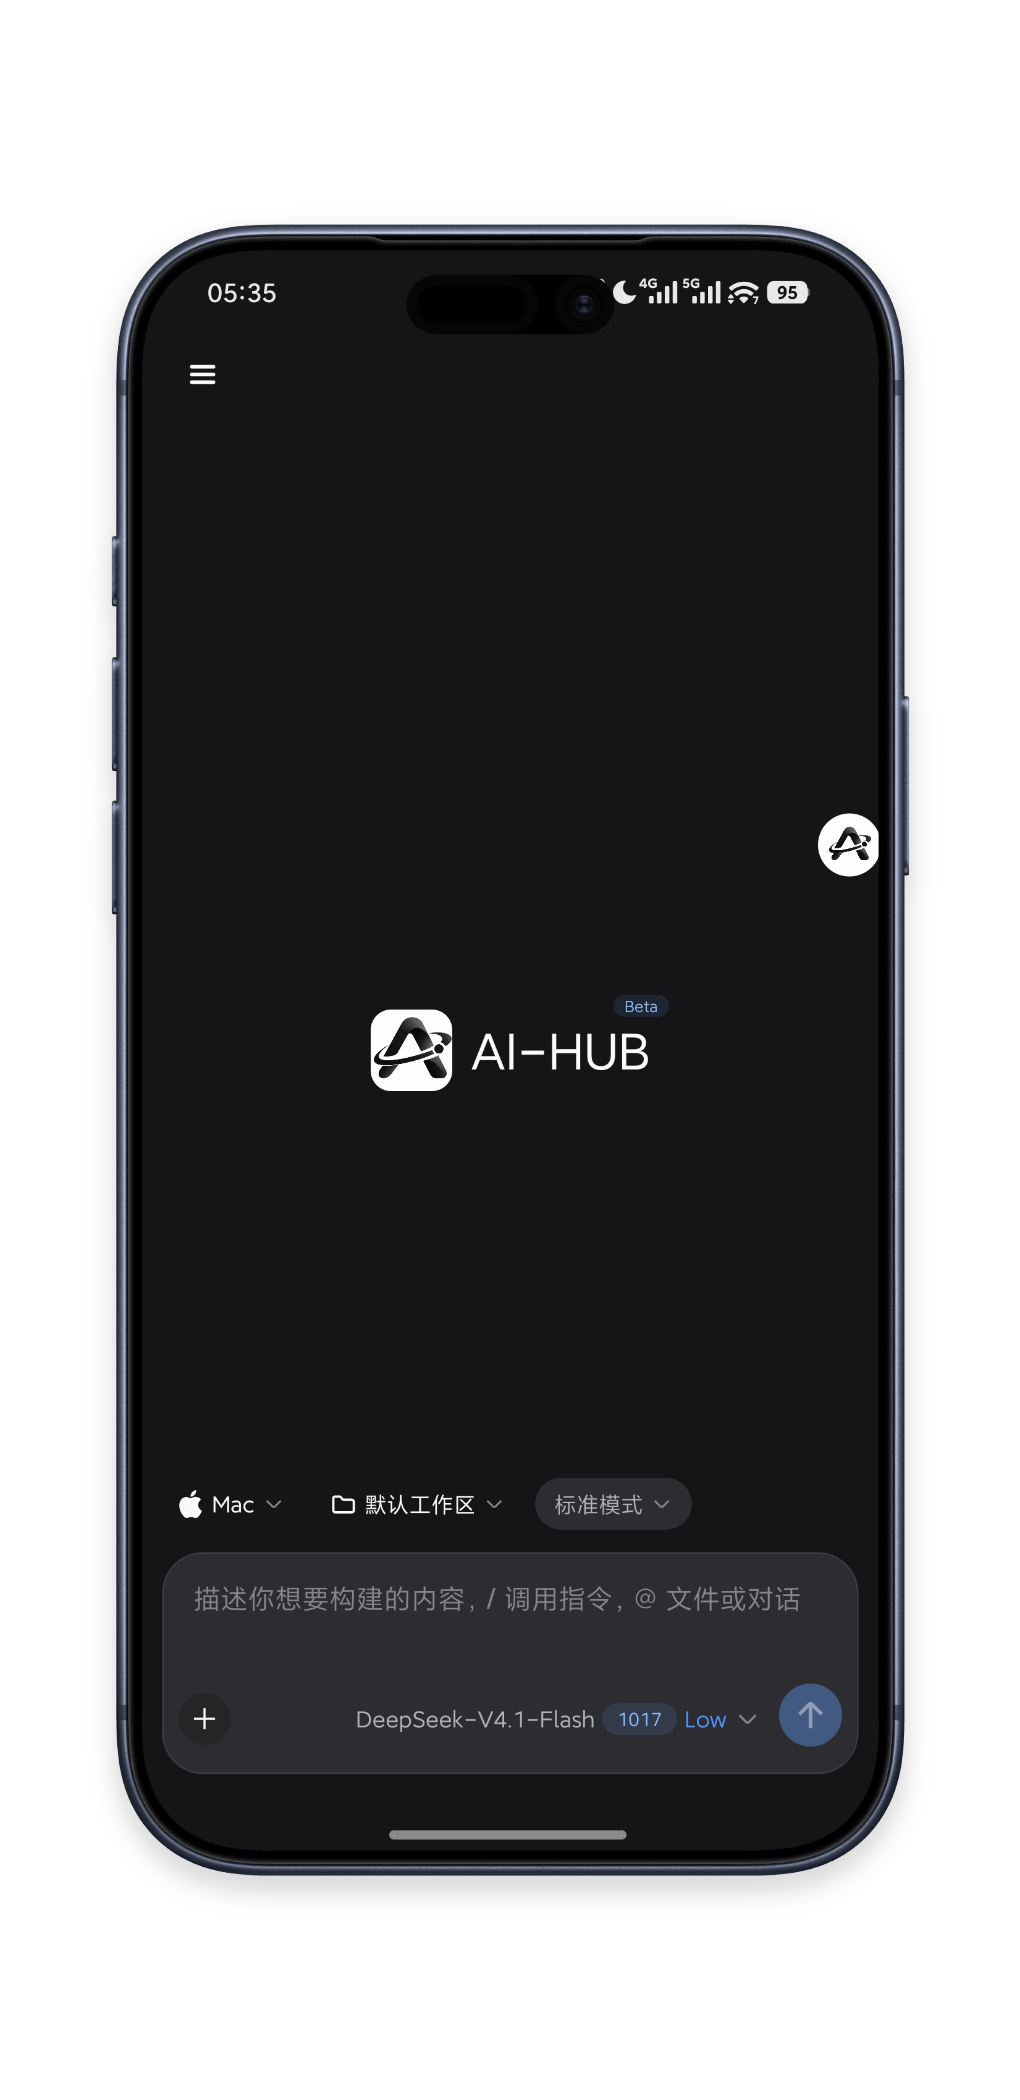 05:35
4G 5G 7 95
Beta
AI-HUB
Mac 默认工作区 标准模式
描述你想要构建的内容, / 调用指令, @ 文件或对话
DeepSeek-V4.1-Flash 1017 Low